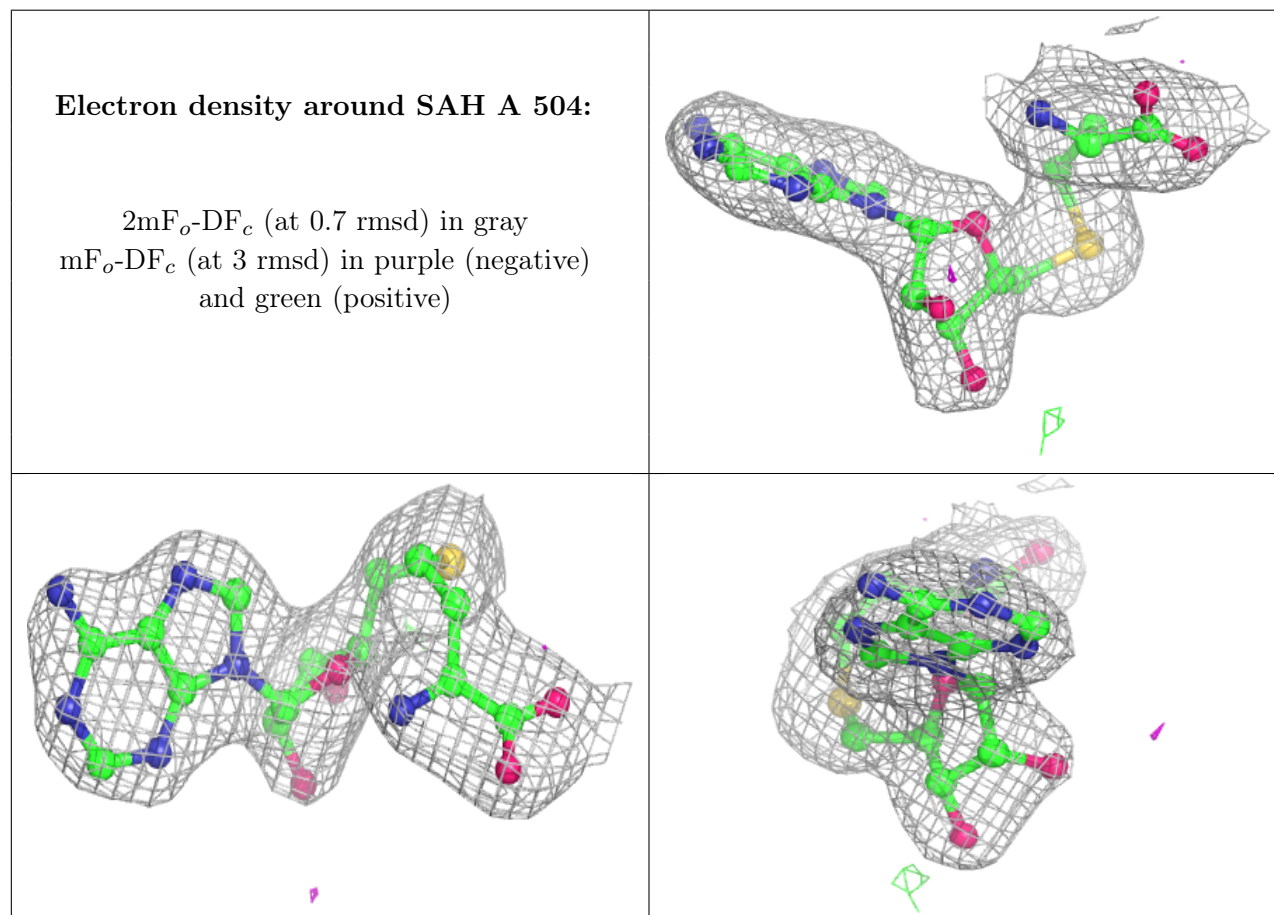 Electron density around SAH A 504:
2mFo-DFc (at 0.7 rmsd) in gray
mFo-DFc (at 3 rmsd) in purple (negative)
and green (positive)